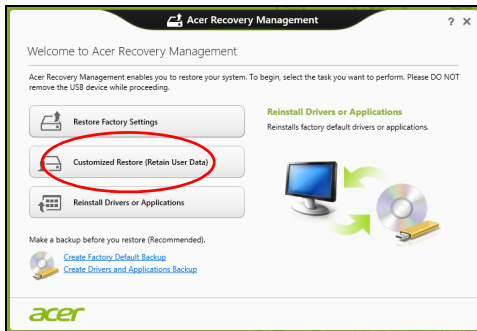 Acer Recovery Management
? X
Welcome to Acer Recovery Management
Acer Recovery Management enables you to restore your system. To begin, select the task you want to perform. Please DO NOT
remove the USB device while proceeding.
Restore Factory Settings
Customized Restore (Retain User Data)
Reinstall Drivers or Applications
Reinstall Drivers or Applications
Reinstalls factory default drivers or applications.
Make a backup before you restore (Recommended).
Create Factory Default Backup
Create Drivers and Applications Backup
acer